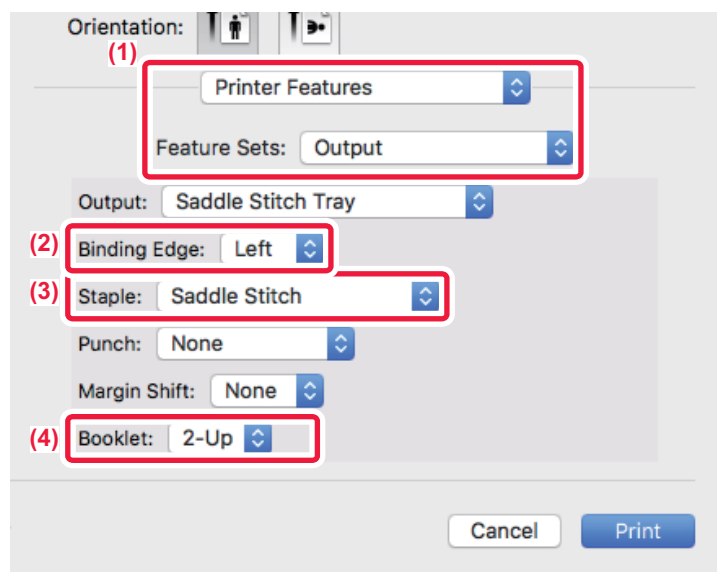 Orientation:
(1)
Printer Features
Feature Sets: Output
Output: Saddle Stitch Tray
(2) Binding Edge: Left
(3) Staple: Saddle Stitch
Punch: None
Margin Shift: None
(4) Booklet: 2-Up
Cancel Print